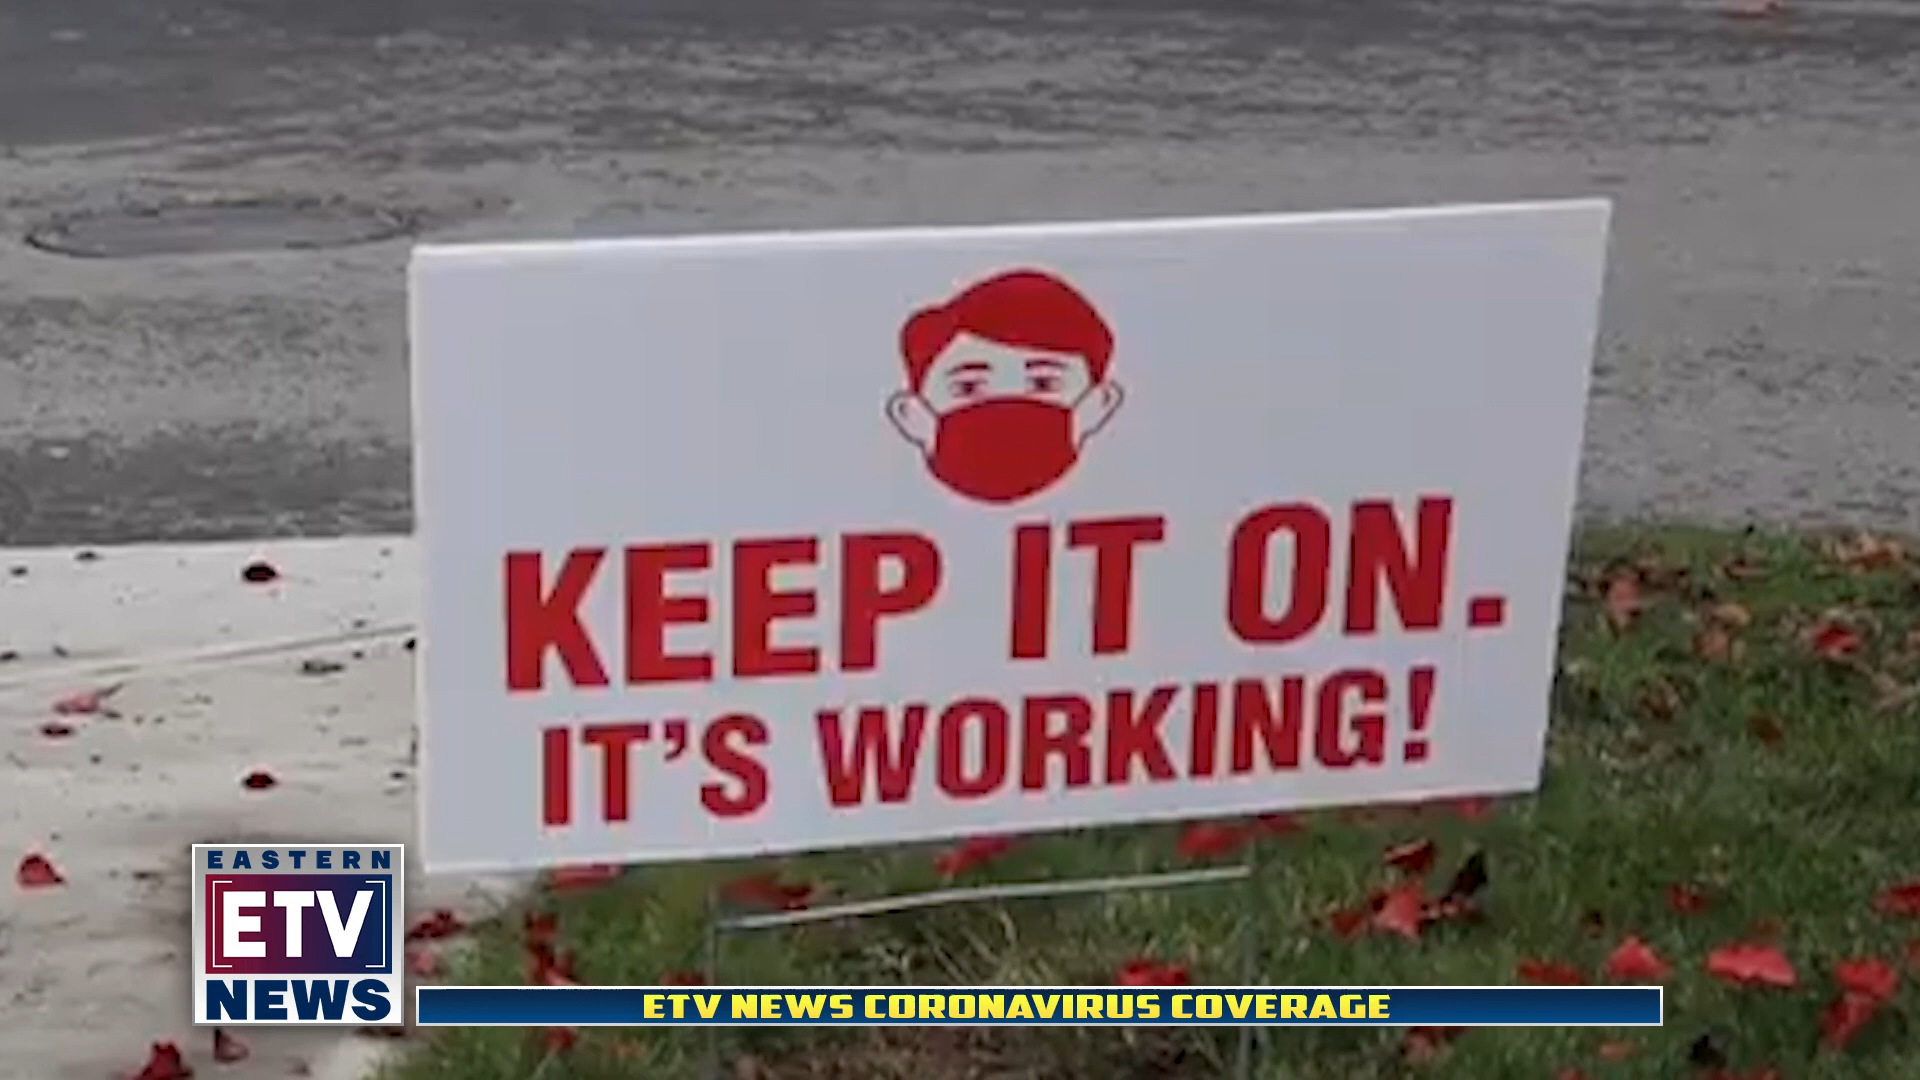 KEEP IT ON.
IT'S WORKING!
EASTERN
ETV
NEWS
ETV NEWS CORONAVIRUS COVERAGE